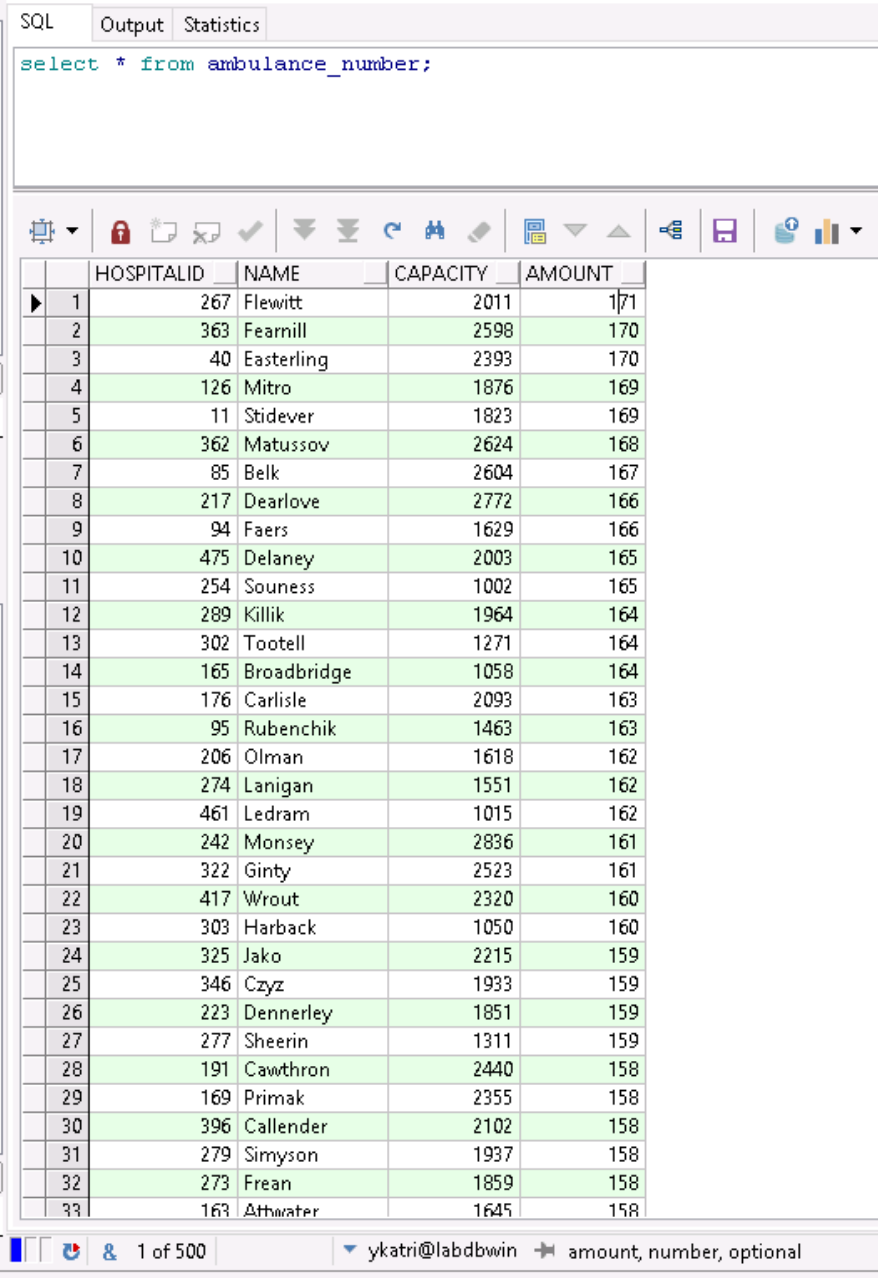 SQL Output Statistics
select * from ambulance_number;
HOSPITALID NAME CAPACITY AMOUNT
1 267 Flewitt 2011 171
2 363 Fearnill 2598 170
3 40 Easterling 2393 170
4 126 Mitro 1876 169
5 11 Stidever 1823 169
6 362 Matussov 2624 168
7 85 Belk 2604 167
8 217 Dearlove 2772 166
9 94 Faers 1629 166
10 475 Delaney 2003 165
11 254 Souness 1002 165
12 289 Killik 1964 164
13 302 Tootell 1271 164
14 165 Broadbridge 1058 164
15 176 Carlisle 2093 163
16 95 Rubenchik 1463 163
17 206 Olman 1618 162
18 274 Lanigan 1551 162
19 461 Ledram 1015 162
20 242 Monsey 2836 161
21 322 Ginty 2523 161
22 417 Wrout 2320 160
23 303 Harback 1050 160
24 325 Jako 2215 159
25 346 Czyz 1933 159
26 223 Dennerley 1851 159
27 277 Sheerin 1311 159
28 191 Cawthron 2440 158
29 169 Primak 2355 158
30 396 Callender 2102 158
31 279 Simyson 1937 158
32 273 Frean 1859 158
33 163 Attwater 1645 158
& 1 of 500 ykatri@labdbwin amount, number, optional